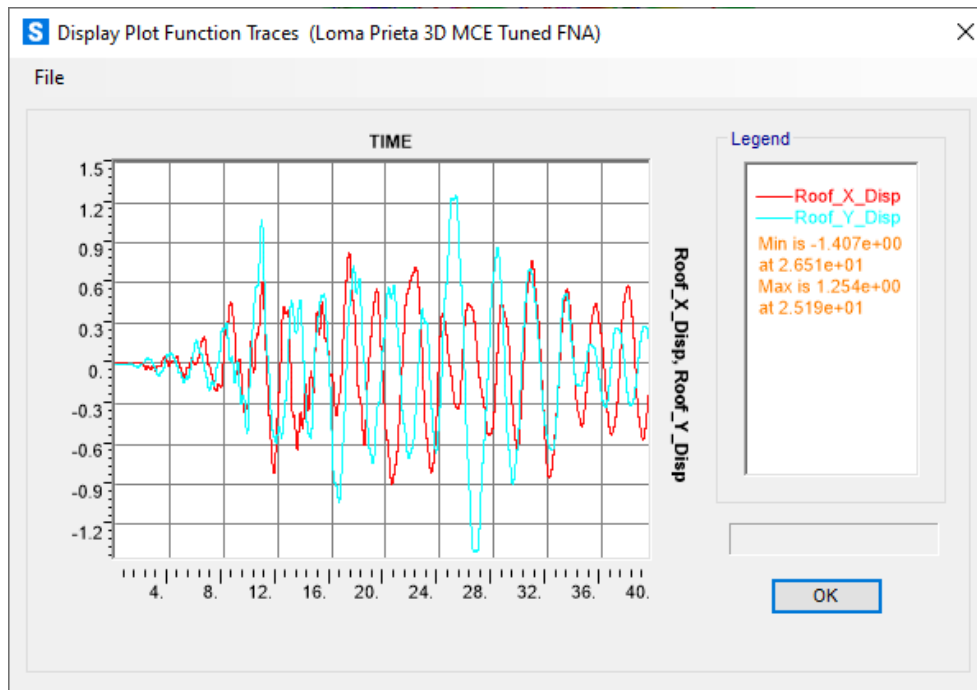 S Display Plot Function Traces (Loma Prieta 3D MCE Tuned FNA)
File
TIME
Legend
1.5
1.2
0.9
0.6
0.3
0.
-0.3
-0.6
-0.9
-1.2
4. 8. 12. 16. 20. 24. 28. 32. 36. 40.
Roof_X_Disp, Roof_Y_Disp
Roof_X_Disp
Roof_Y_Disp
Min is -1.407e+00
at 2.651e+01
Max is 1.254e+00
at 2.519e+01
OK